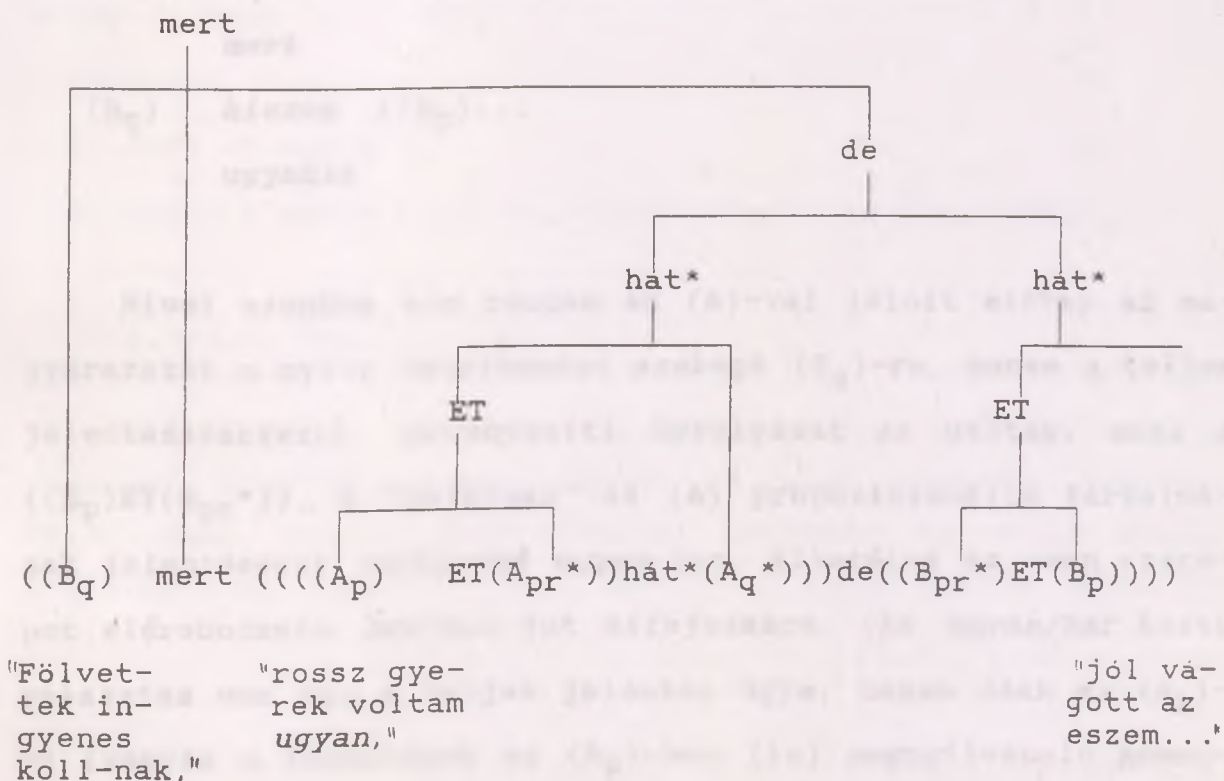 mert
de
hát* hát*
ET ET
((B_q) mert ((((A_p) ET(A_pr*))hát*(A_q*)))de((B_pr*)ET(B_p))))
"Fölvet- "rossz gye- "jól vá-
tek in- rek voltam gott az
gyenes ugyan," eszem..."
koll-nak,"